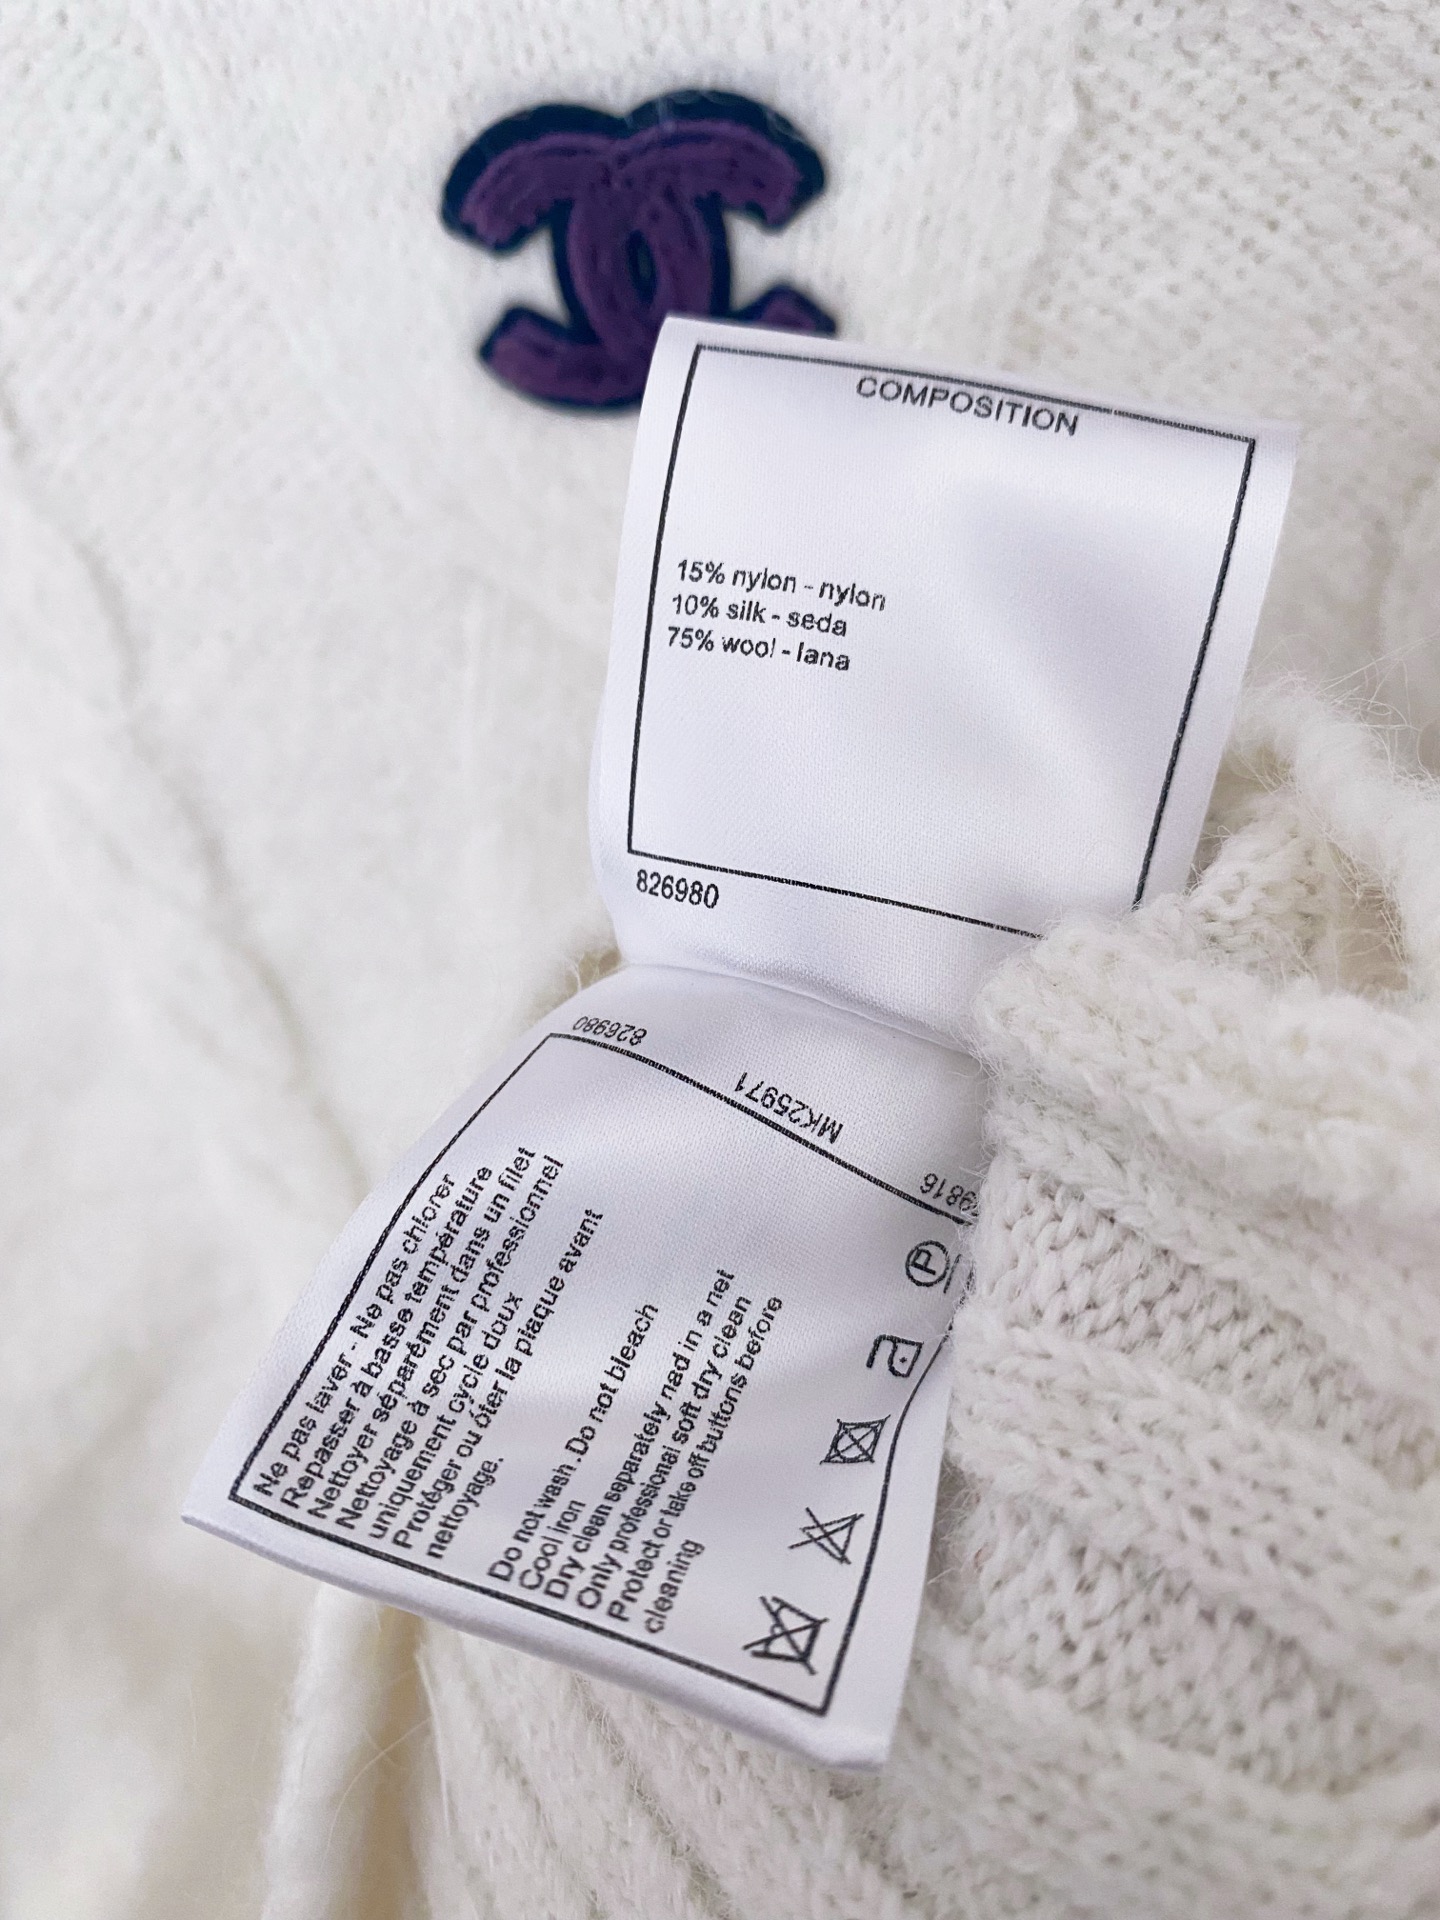 COMPOSITION
15% nylon - nylon
10% silk - seda
75% wool - lana
826980
826980
MK25971
Ne pas laver - Ne pas chlorer
Repasser à basse température
Nettoyer séparément dans un filet
Nettoyage à sec par professionnel
uniquement cycle doux
Protéger ou ôter la plaque avant
nettoyage.
Do not wash . Do not bleach
Cool iron
Dry clean separately nad in a net
Only professional soft dry clean
Protect or take off buttons before
cleaning
P